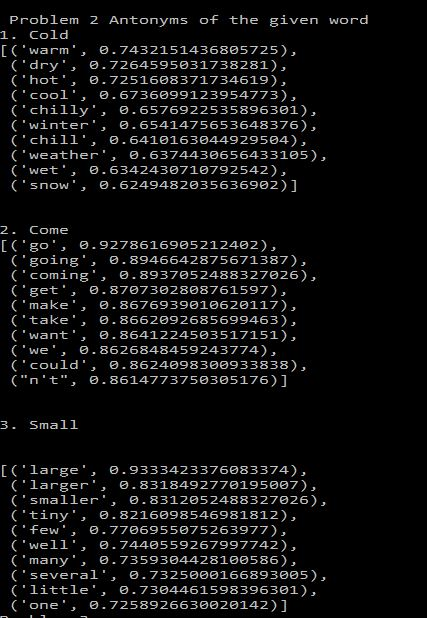 Problem 2 Antonyms of the given word
1. Cold
[('warm', 0.7432151436805725),
('dry', 0.7264595031738281),
('hot', 0.7251608371734619),
('cool', 0.6736099123954773),
('chilly', 0.6576922535896301),
('winter', 0.6541475653648376),
('chill', 0.6410163044929504),
('weather', 0.6374430656433105),
('wet', 0.6342430710792542),
('snow', 0.6249482035636902)]
2. Come
[('go', 0.9278616905212402),
('going', 0.8946642875671387),
('coming', 0.8937052488327026),
('get', 0.8707302808761597),
('make', 0.8676939010620117),
('take', 0.8662092685699463),
('want', 0.8641224503517151),
('we', 0.8626848459243774),
('could', 0.8624098300933838),
("n't", 0.8614773750305176)]
3. Small
[('large', 0.9333423376083374),
('larger', 0.8318492770195007),
('smaller', 0.8312052488327026),
('tiny', 0.8216098546981812),
('few', 0.7706955075263977),
('well', 0.7440559267997742),
('many', 0.7359304428100586),
('several', 0.7325000166893005),
('little', 0.7304461598396301),
('one', 0.7258926630020142)]